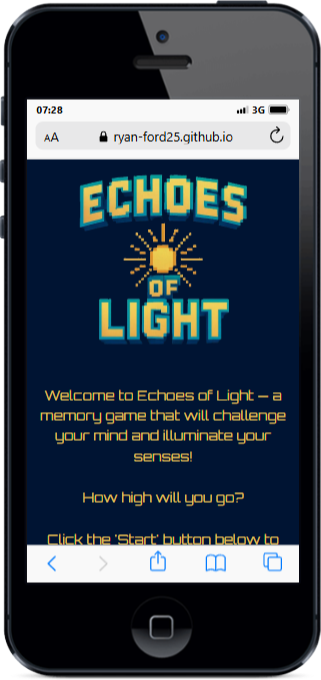 07:28 3G
AA ryan-ford25.github.io
ECHOES
OF
LIGHT
Welcome to Echoes of Light — a
memory game that will challenge
your mind and illuminate your
senses!
How high will you go?
Click the 'Start' button below to